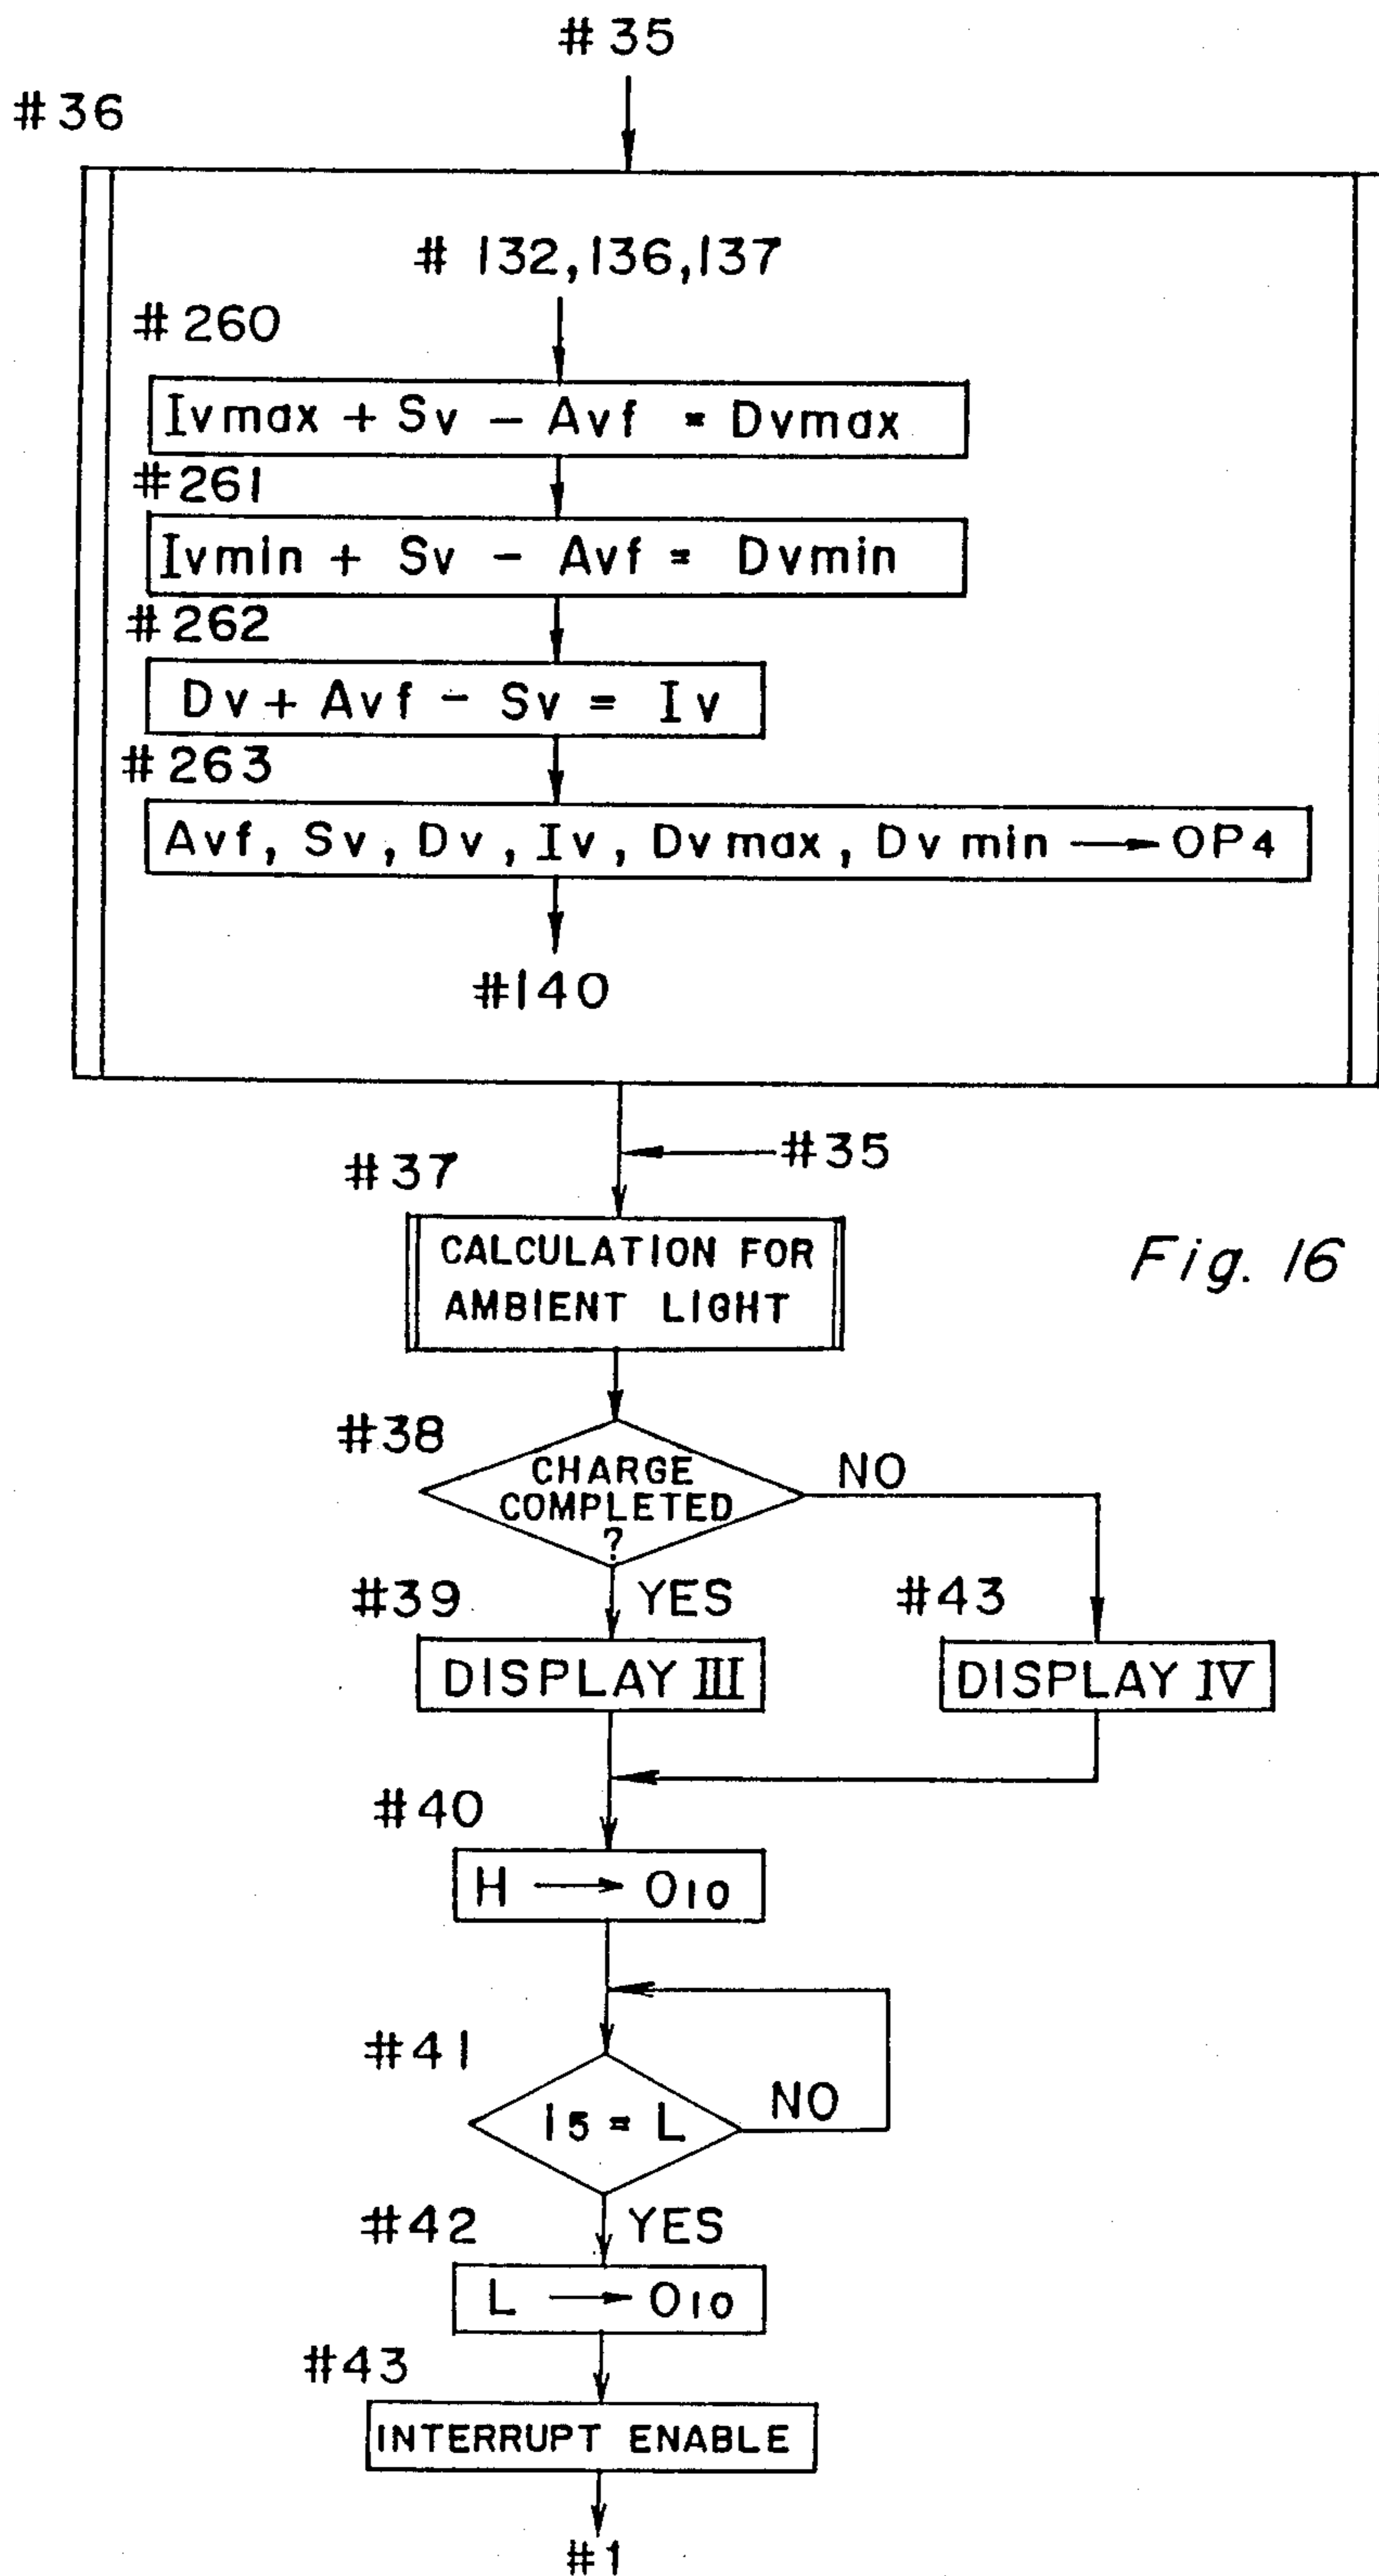 #35
#36
# 132,136,137
#260
Ivmax + Sv - Avf = Dvmax
#261
Ivmin + Sv - Avf = Dvmin
#262
Dv + Avf - Sv = Iv
#263
Avf, Sv, Dv, Iv, Dvmax, Dvmin → OP4
#140
#35
#37
CALCULATION FOR
AMBIENT LIGHT
Fig. 16
#38
CHARGE
COMPLETED
?
NO
#39
YES
#43
DISPLAY III
DISPLAY IV
#40
H → O10
#41
I5 = L
NO
#42
YES
L → O10
#43
INTERRUPT ENABLE
#1